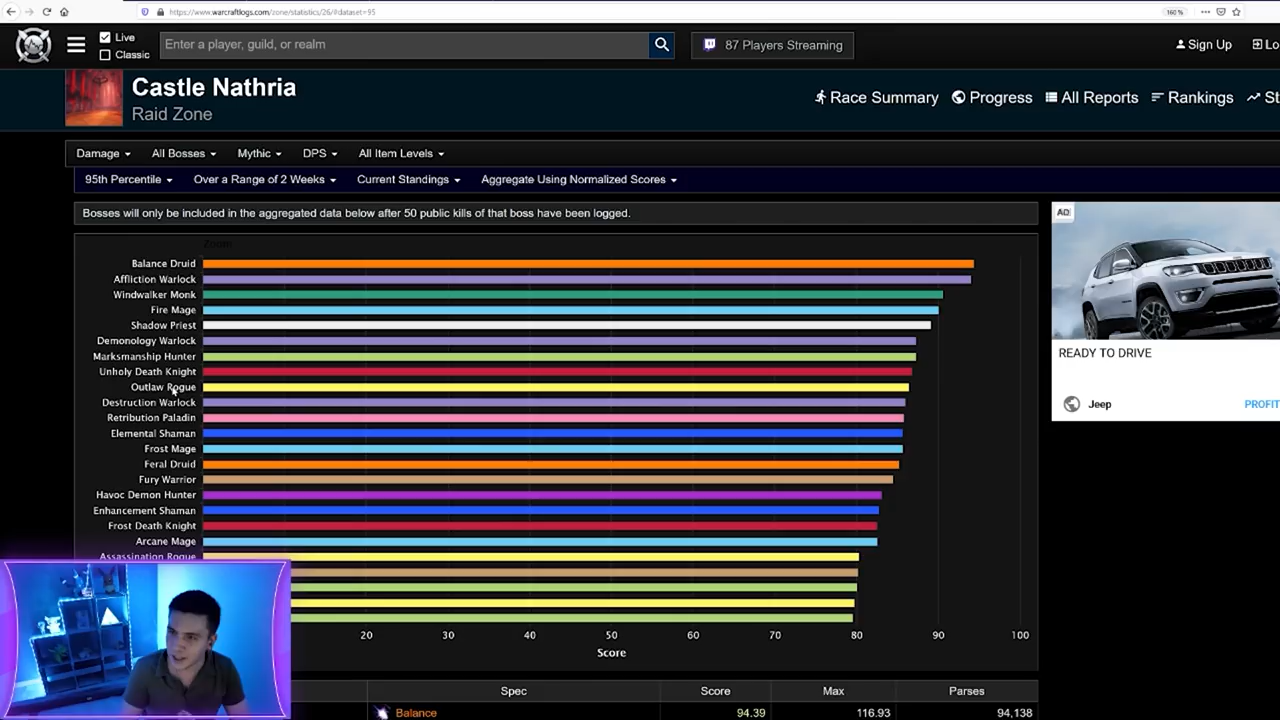 https://www.warcraftlogs.com/zone/statistics/26/#dataset=95
160%
Live
Classic
Enter a player, guild, or realm
87 Players Streaming
Sign Up
Lo
Castle Nathria
Raid Zone
Race Summary
Progress
All Reports
Rankings
St
Damage
All Bosses
Mythic
DPS
All Item Levels
95th Percentile
Over a Range of 2 Weeks
Current Standings
Aggregate Using Normalized Scores
Bosses will only be included in the aggregated data below after 50 public kills of that boss have been logged.
AD
Zoom
Balance Druid
Affliction Warlock
Windwalker Monk
Fire Mage
Shadow Priest
Demonology Warlock
Marksmanship Hunter
Unholy Death Knight
Outlaw Rogue
Destruction Warlock
Retribution Paladin
Elemental Shaman
Frost Mage
Feral Druid
Fury Warrior
Havoc Demon Hunter
Enhancement Shaman
Frost Death Knight
Arcane Mage
Assassination Rogue
READY TO DRIVE
Jeep
PROFIT
20 30 40 50 60 70 80 90 100
Score
Spec Score Max Parses
Balance 94.39 116.93 94,138